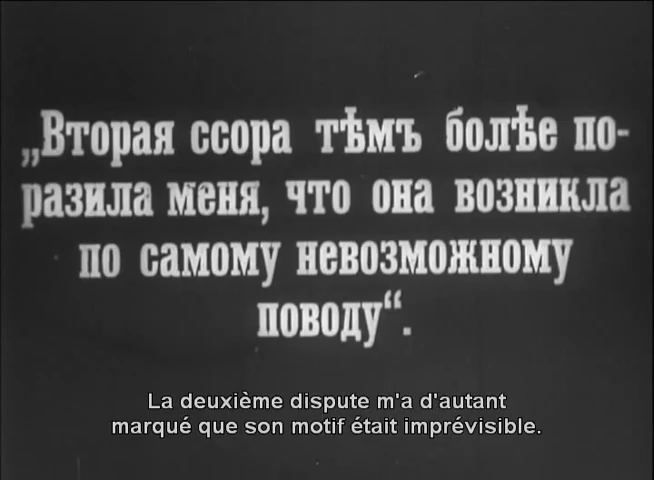 „Вторая ссора тѣмъ болѣе по-
разила меня, что она возникла
по самому невозможному
поводу“.
La deuxième dispute m'a d'autant
marqué que son motif était imprévisible.